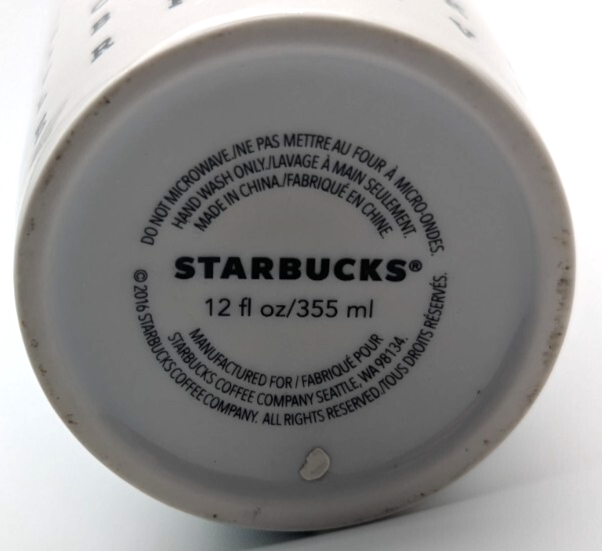 DO NOT MICROWAVE./NE PAS METTRE AU FOUR À MICRO-ONDES.
HAND WASH ONLY./LAVAGE À MAIN SEULEMENT.
MADE IN CHINA./FABRIQUÉ EN CHINE.
STARBUCKS®
12 fl oz/355 ml
MANUFACTURED FOR / FABRIQUÉ POUR
STARBUCKS COFFEE COMPANY SEATTLE, WA 98134.
© 2016 STARBUCKS COFFEE COMPANY. ALL RIGHTS RESERVED./TOUS DROITS RÉSERVÉS.